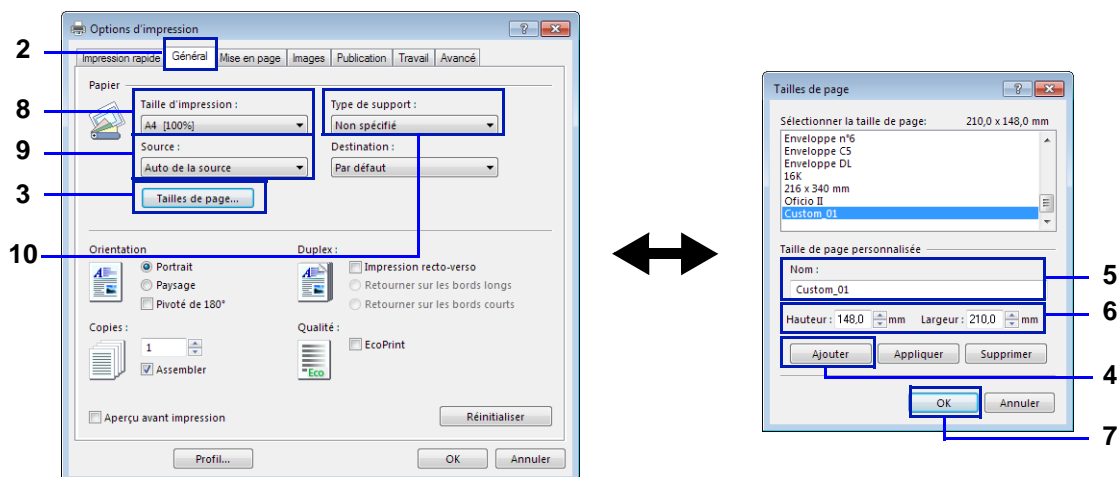 Options d'impression
2
Impression rapide Général Mise en page Images Publication Travail Avancé
Papier
8
Taille d'impression :
A4 [100%]
Type de support :
Non spécifié
9
Source :
Auto de la source
Destination :
Par défaut
3
Tailles de page...
10
Orientation
Portrait
Paysage
Pivoté de 180°
Duplex :
Impression recto-verso
Retourner sur les bords longs
Retourner sur les bords courts
Copies :
1
Assembler
Qualité :
EcoPrint
Eco
Aperçu avant impression
Réinitialiser
Profil...
OK
Annuler
Tailles de page
Sélectionner la taille de page: 210,0 x 148,0 mm
Enveloppe n°6
Enveloppe C5
Enveloppe DL
16K
216 x 340 mm
Oficio II
Custom_01
Taille de page personnalisée
Nom :
Custom_01
5
Hauteur : 148,0 mm Largeur : 210,0 mm
6
Ajouter Appliquer Supprimer
4
OK Annuler
7